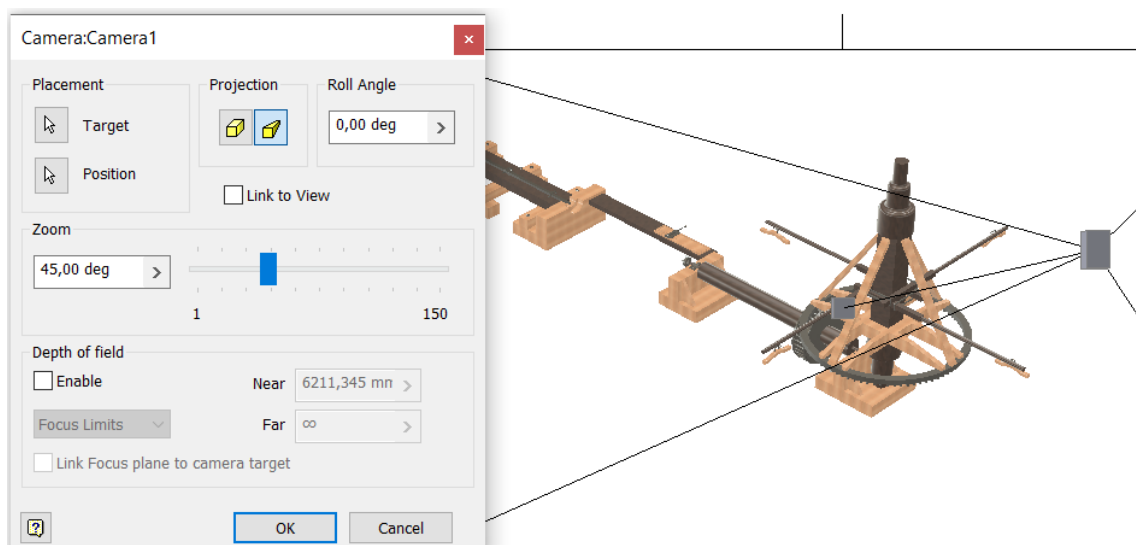 Camera:Camera1
Placement
Target
Position
Projection
Roll Angle
0,00 deg
Link to View
Zoom
45,00 deg
1
150
Depth of field
Enable
Near
6211,345 mm
Focus Limits
Far
∞
Link Focus plane to camera target
OK
Cancel